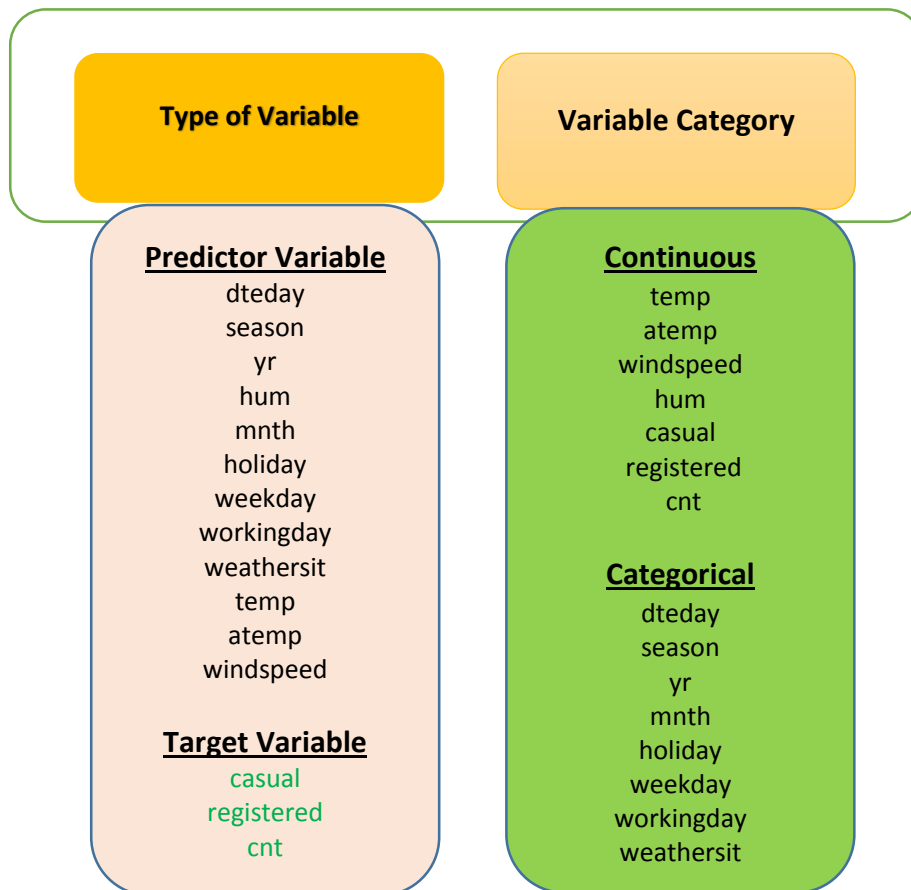 Type of Variable
Variable Category
Predictor Variable
dteday
season
yr
hum
mnth
holiday
weekday
workingday
weathersit
temp
atemp
windspeed
Target Variable
casual
registered
cnt
Continuous
temp
atemp
windspeed
hum
casual
registered
cnt
Categorical
dteday
season
yr
mnth
holiday
weekday
workingday
weathersit